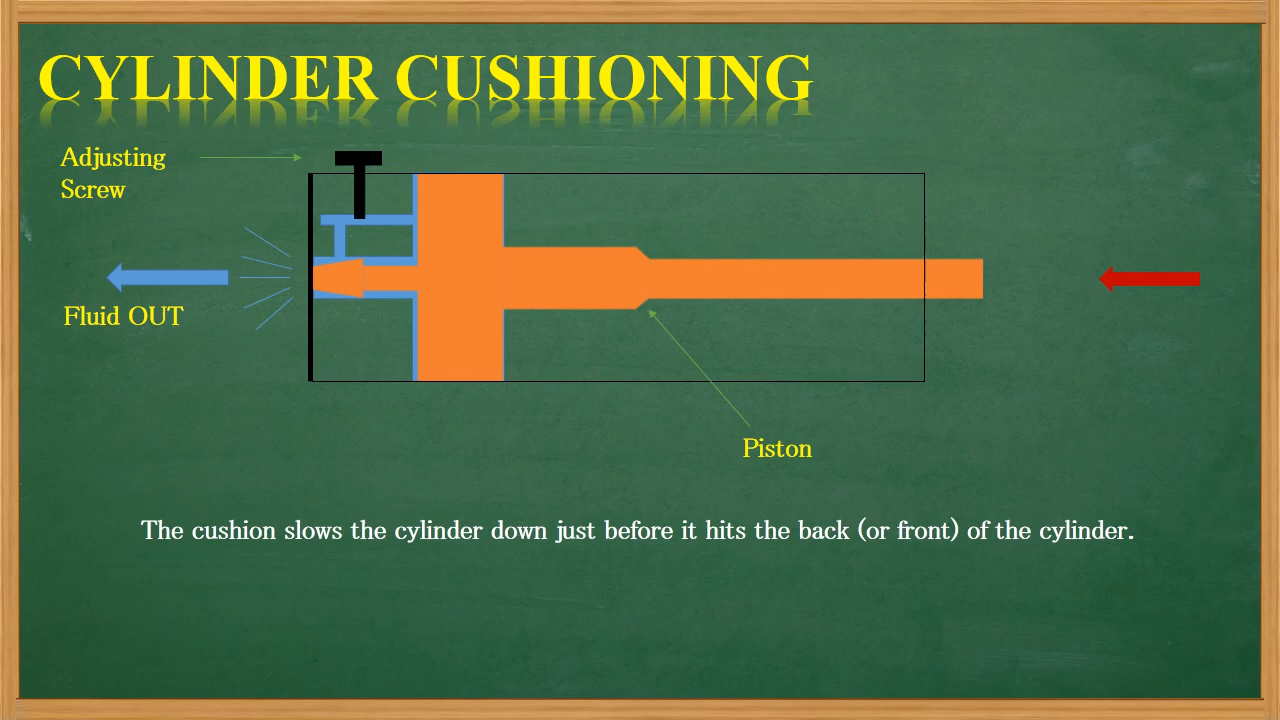 CYLINDER CUSHIONING
Adjusting
Screw
Fluid OUT
Piston
The cushion slows the cylinder down just before it hits the back (or front) of the cylinder.